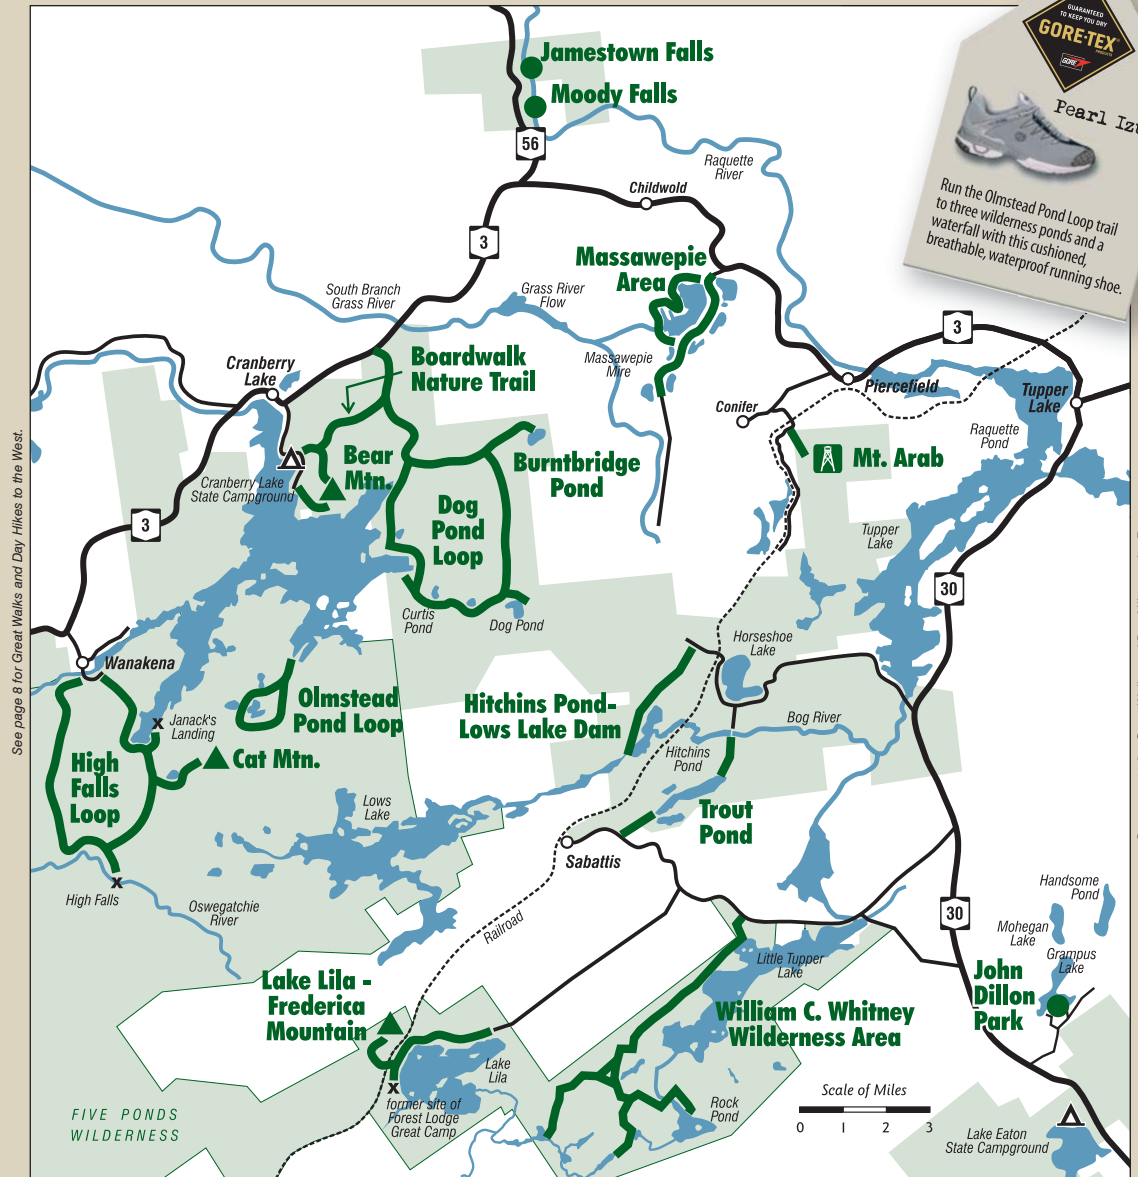 Jamestown Falls
Moody Falls
56
GUARANTEED
TO KEEP YOU DRY
GORE-TEX
PRODUCTS
GORE
Pearl Iz
Run the Olmstead Pond Loop trail
to three wilderness ponds and a
waterfall with this cushioned,
breathable, waterproof running shoe.
Raquette
River
Childwold
3
Massawepie
Area
South Branch
Grass River
Grass River
Flow
Massawepie
Mire
3
Cranberry
Lake
Boardwalk
Nature Trail
Piercefield
Tupper
Lake
Conifer
Raquette
Pond
Mt. Arab
Bear
Mtn.
Cranberry Lake
State Campground
Burntbridge
Pond
Dog
Pond
Loop
3
Tupper
Lake
30
Curtis
Pond
Dog Pond
See page 8 for Great Walks and Day Hikes to the West.
Wanakena
Horseshoe
Lake
Olmstead
Pond Loop
Hitchins Pond-
Lows Lake Dam
Janack's
Landing
Bog River
Hitchins
Pond
Cat Mtn.
High
Falls
Loop
Lows
Lake
Trout
Pond
Sabattis
High Falls
Oswegatchie
River
Railroad
30
Handsome
Pond
Mohegan
Lake
Grampus
Lake
Little Tupper
Lake
John
Dillon
Park
Lake Lila -
Frederica
Mountain
William C. Whitney
Wilderness Area
Lake
Lila
former site of
Forest Lodge
Great Camp
Rock
Pond
Scale of Miles
0 1 2 3
FIVE PONDS
WILDERNESS
Lake Eaton
State Campground